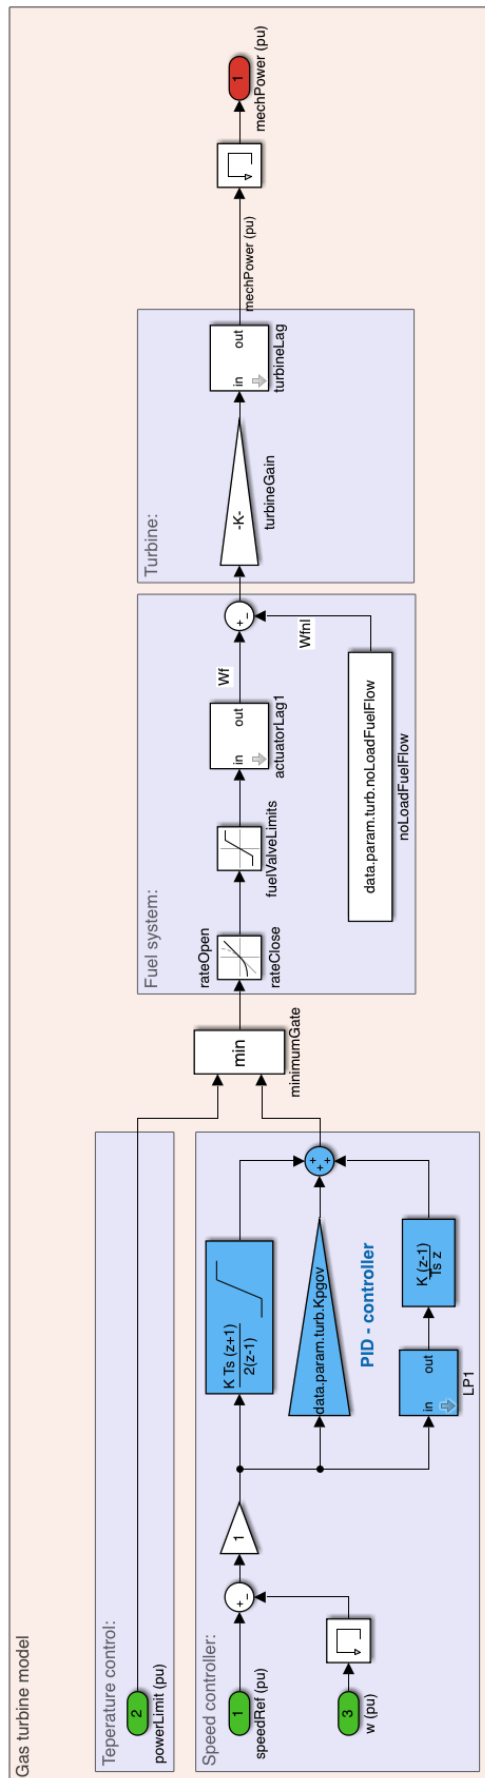 Gas turbine model
Teperature control:
2
powerLimit (pu)
Speed controller:
1
speedRef (pu)
3
w (pu)
+
−
1
K Ts (z+1)
2(z-1)
data.param.turb.Kpgov
PID - controller
in
out
LP1
K (z-1)
Ts z
+
+
+
min
minimumGate
Fuel system:
rateOpen
rateClose
fuelValveLimits
in
out
actuatorLag1
Wf
Wfnl
+
−
data.param.turb.noLoadFuelFlow
noLoadFuelFlow
Turbine:
-K-
turbineGain
in
out
turbineLag
mechPower (pu)
1
mechPower (pu)